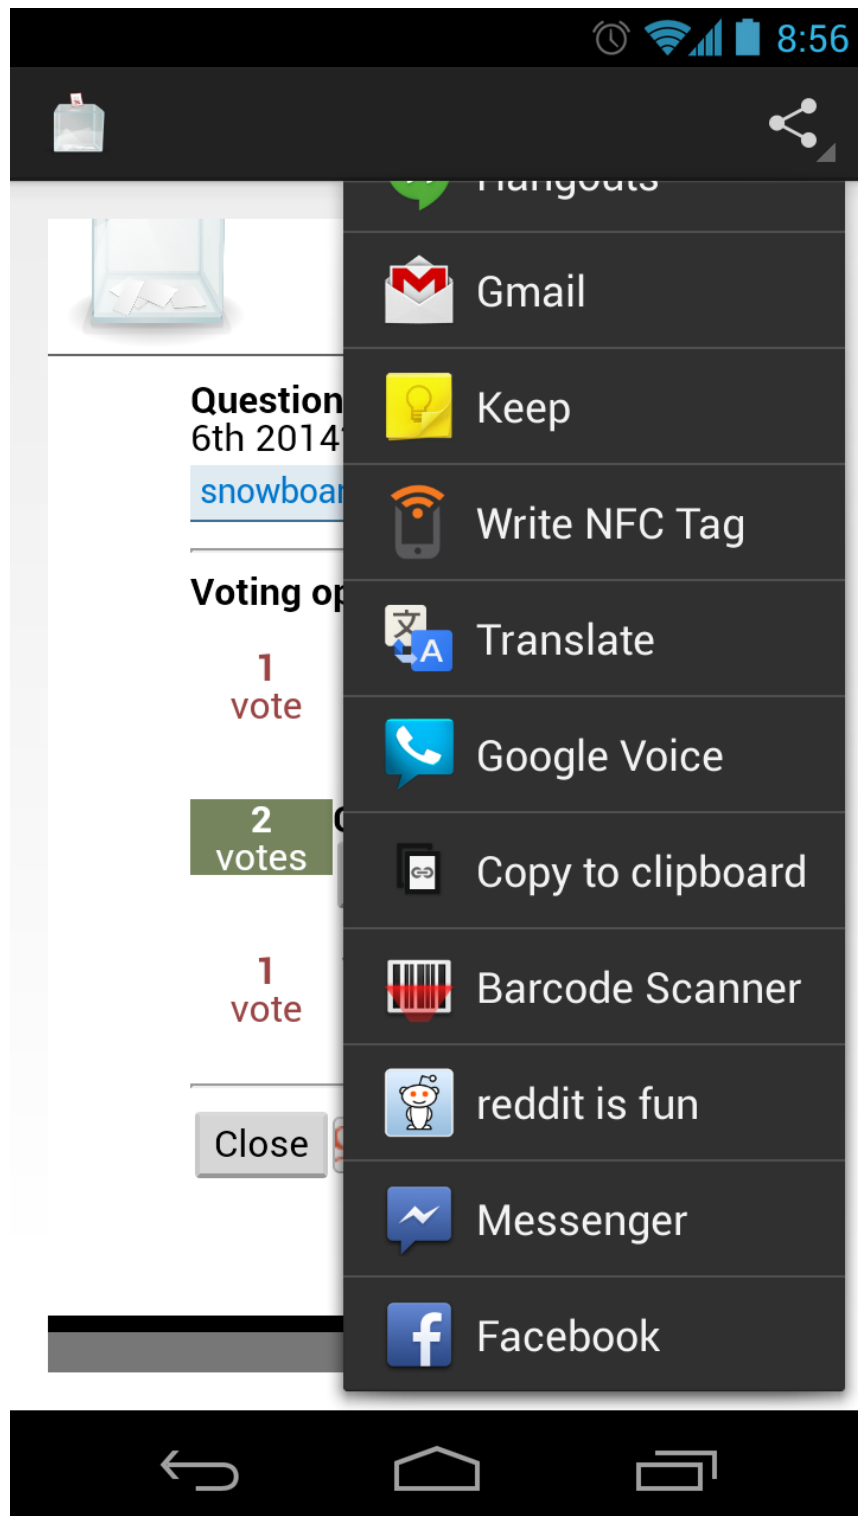 8:56
Hangouts
Gmail
Keep
Write NFC Tag
Translate
Google Voice
Copy to clipboard
Barcode Scanner
reddit is fun
Messenger
Facebook
Question
6th 2014
snowboar
Voting op
1
vote
2
votes
1
vote
Close